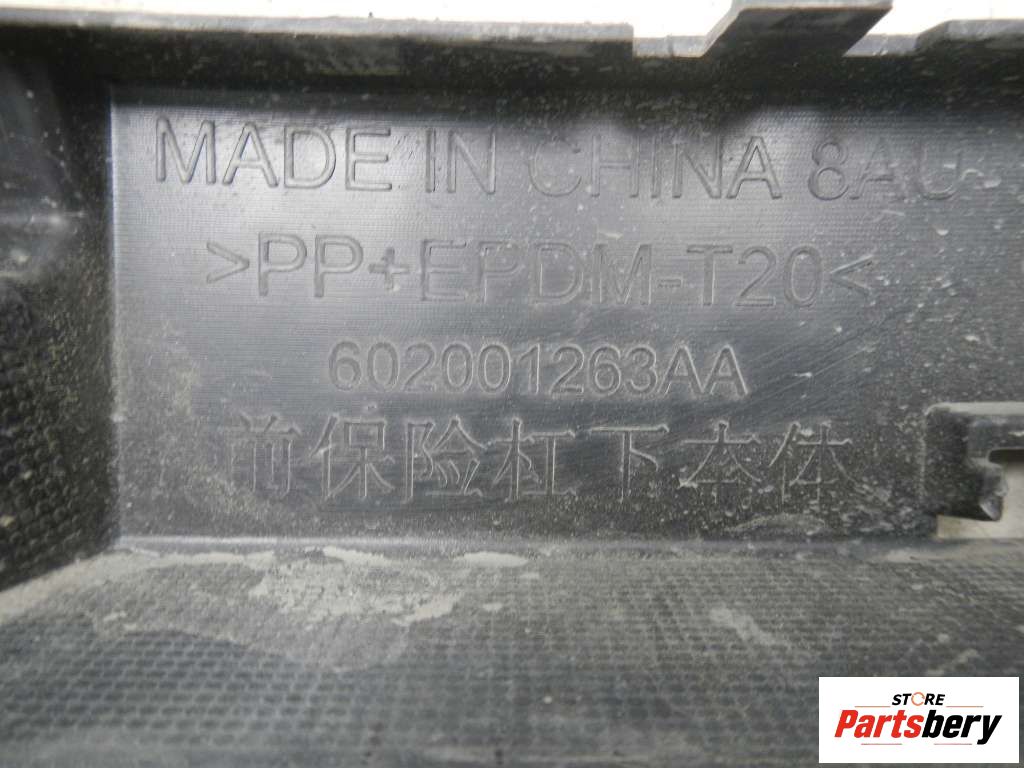 MADE IN CHINA 8AU
>PP+EPDM-T20<
602001263AA
前保险杠下本体
STORE
Partsbery